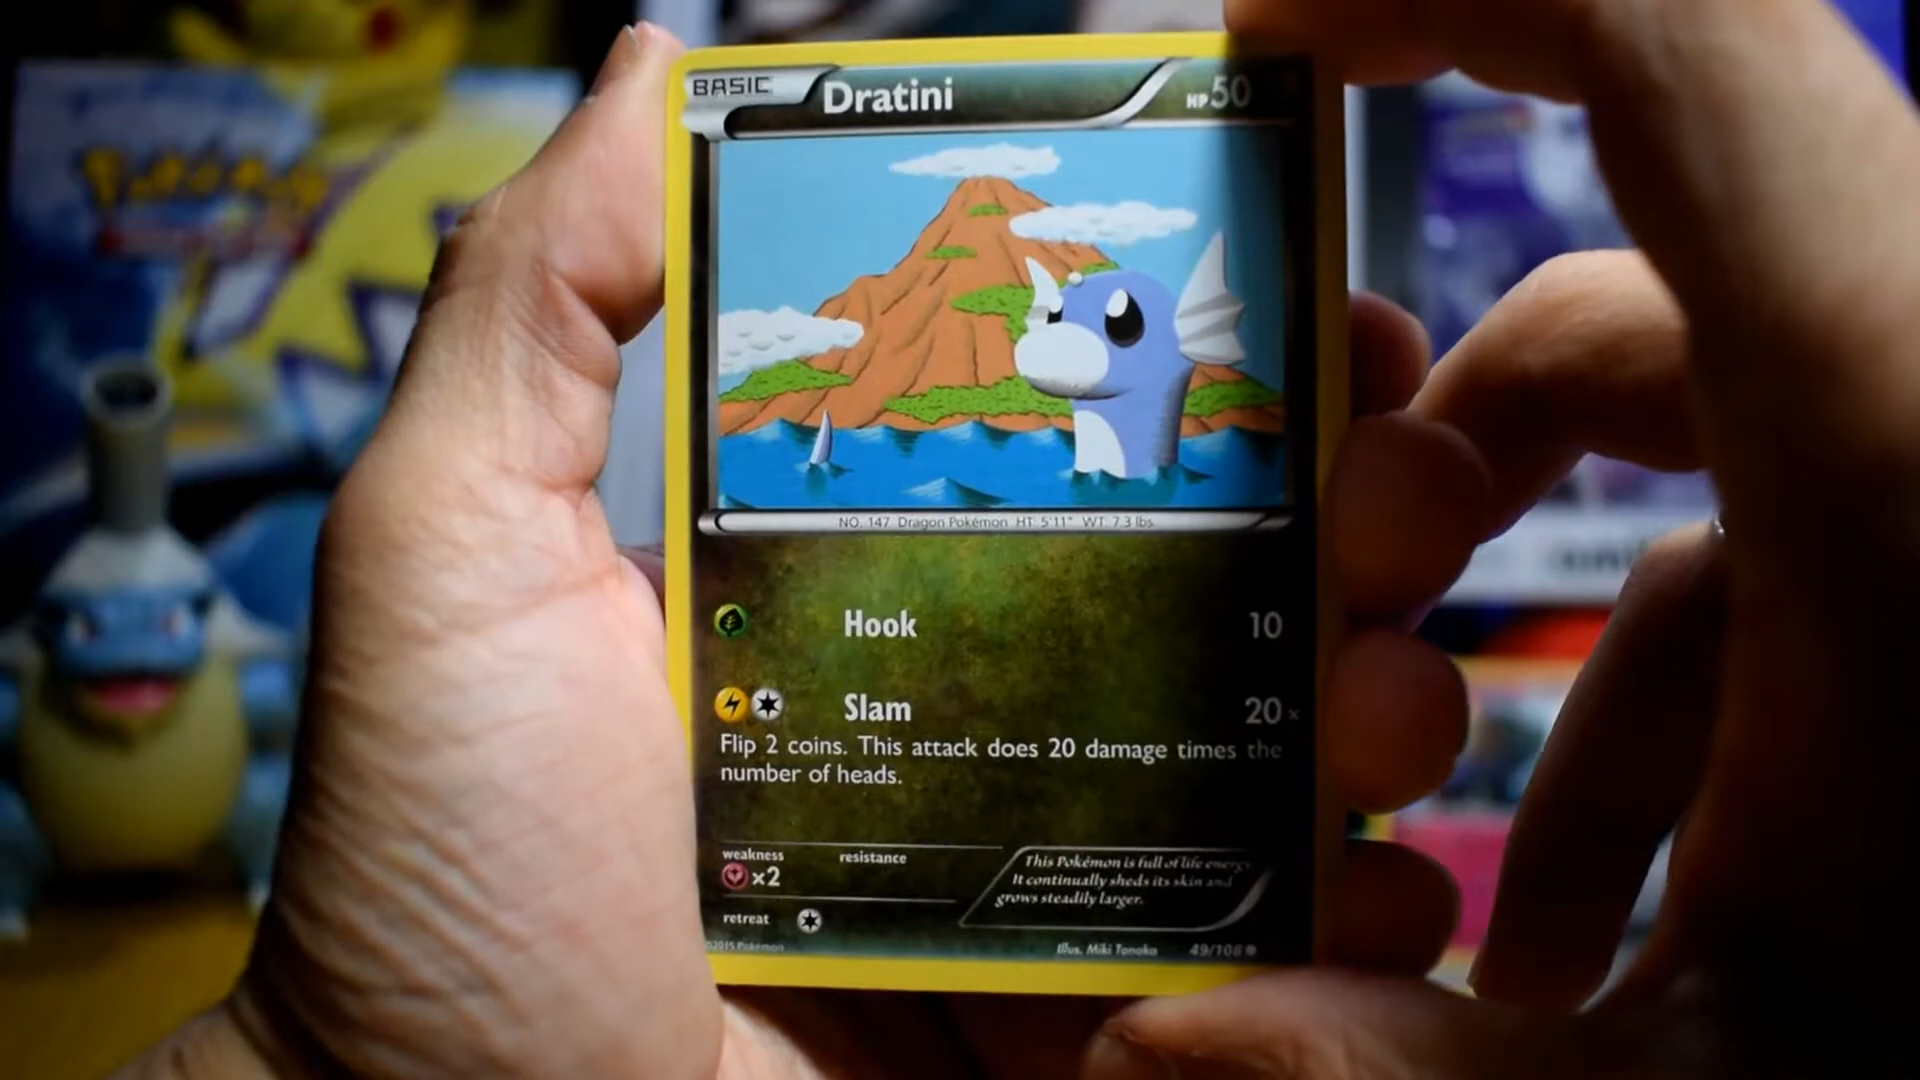 Pokémon
BASIC Dratini HP 50
NO. 147 Dragon Pokémon HT: 5'11" WT: 7.3 lbs
Hook 10
Slam 20×
Flip 2 coins. This attack does 20 damage times the
number of heads.
weakness resistance
×2
retreat
This Pokémon is full of life energy.
It continually sheds its skin and
grows steadily larger.
©2015 Pokémon Illus. Miki Tanaka 49/108